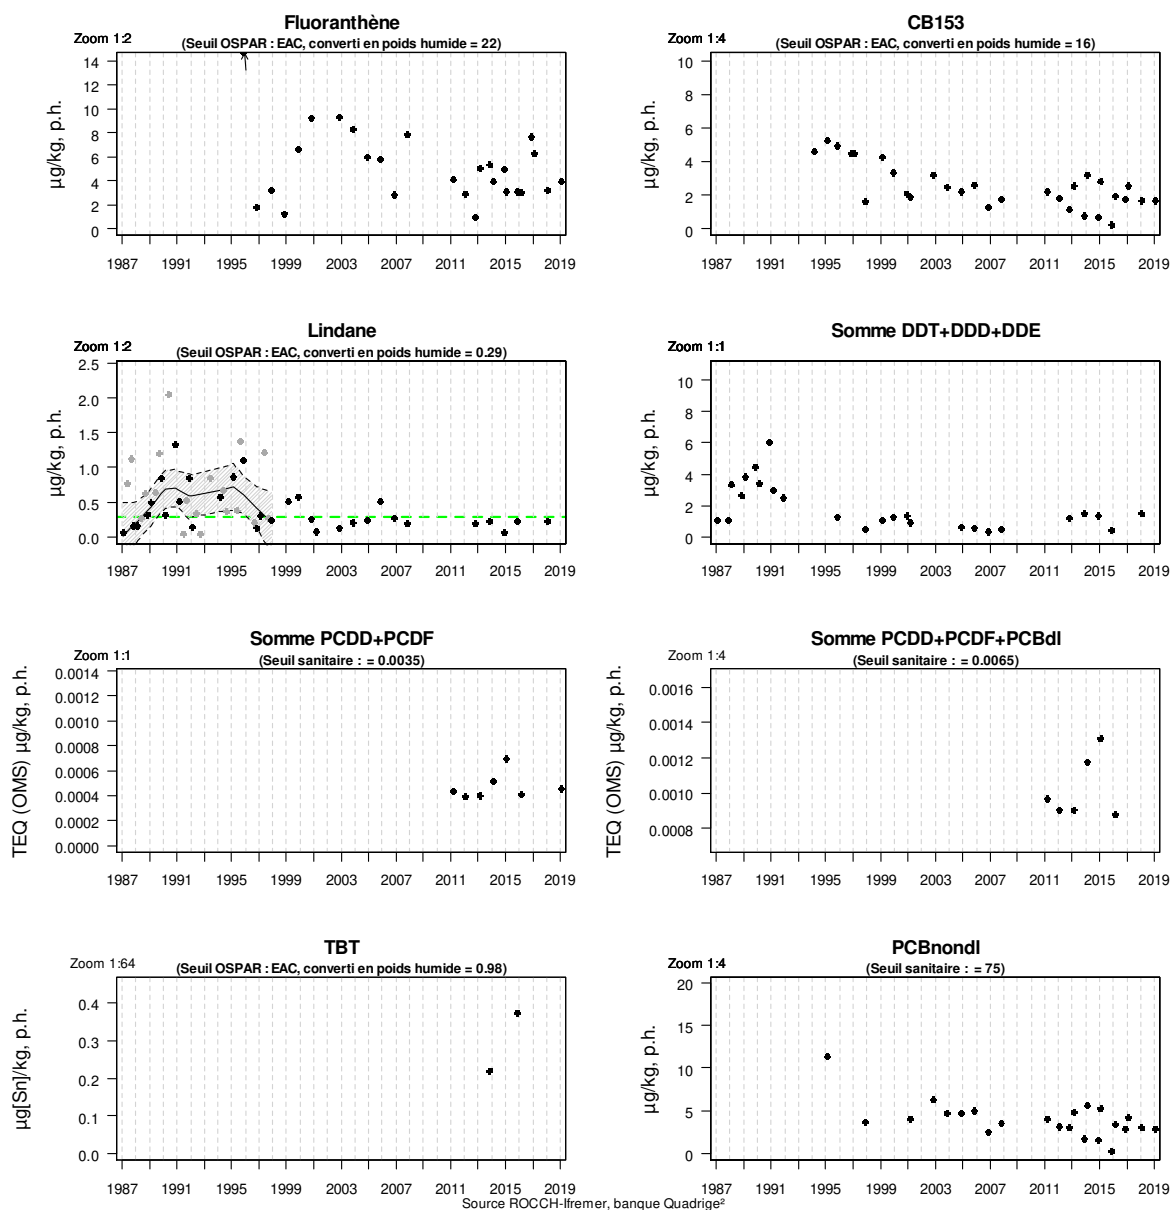 Fluoranthène
Zoom 1:2
(Seuil OSPAR : EAC, converti en poids humide = 22)
µg/kg, p.h.
14
12
10
8
6
4
2
0
1987 1991 1995 1999 2003 2007 2011 2015 2019
CB153
Zoom 1:4
(Seuil OSPAR : EAC, converti en poids humide = 16)
µg/kg, p.h.
10
8
6
4
2
0
1987 1991 1995 1999 2003 2007 2011 2015 2019
Lindane
Zoom 1:2
(Seuil OSPAR : EAC, converti en poids humide = 0.29)
µg/kg, p.h.
2.5
2.0
1.5
1.0
0.5
0.0
1987 1991 1995 1999 2003 2007 2011 2015 2019
Somme DDT+DDD+DDE
Zoom 1:1
µg/kg, p.h.
10
8
6
4
2
0
1987 1991 1995 1999 2003 2007 2011 2015 2019
Somme PCDD+PCDF
Zoom 1:1
(Seuil sanitaire : = 0.0035)
TEQ (OMS) µg/kg, p.h.
0.0014
0.0012
0.0010
0.0008
0.0006
0.0004
0.0002
0.0000
1987 1991 1995 1999 2003 2007 2011 2015 2019
Somme PCDD+PCDF+PCBdl
Zoom 1:4
(Seuil sanitaire : = 0.0065)
TEQ (OMS) µg/kg, p.h.
0.0016
0.0014
0.0012
0.0010
0.0008
1987 1991 1995 1999 2003 2007 2011 2015 2019
TBT
Zoom 1:64
(Seuil OSPAR : EAC, converti en poids humide = 0.98)
µg[Sn]/kg, p.h.
0.4
0.3
0.2
0.1
0.0
1987 1991 1995 1999 2003 2007 2011 2015 2019
PCBnondl
Zoom 1:4
(Seuil sanitaire : = 75)
µg/kg, p.h.
20
15
10
5
0
1987 1991 1995 1999 2003 2007 2011 2015 2019
Source ROCCH-Ifremer, banque Quadrige²